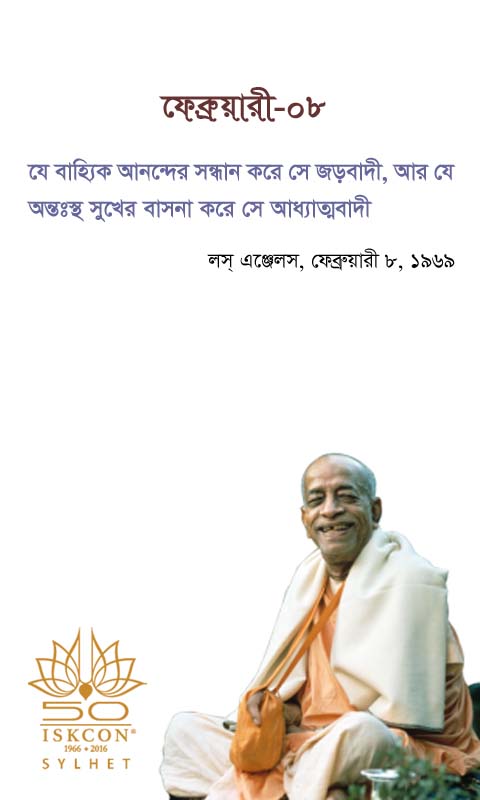 ফেব্রুয়ারী-০৮
যে বাহ্যিক আনন্দের সন্ধান করে সে জড়বাদী, আর যে
অন্তঃস্থ সুখের বাসনা করে সে আধ্যাত্মবাদী
লস্ এঞ্জেলস, ফেব্রুয়ারী ৮, ১৯৬৯
50
ISKCON®
1966 • 2016
SYLHET